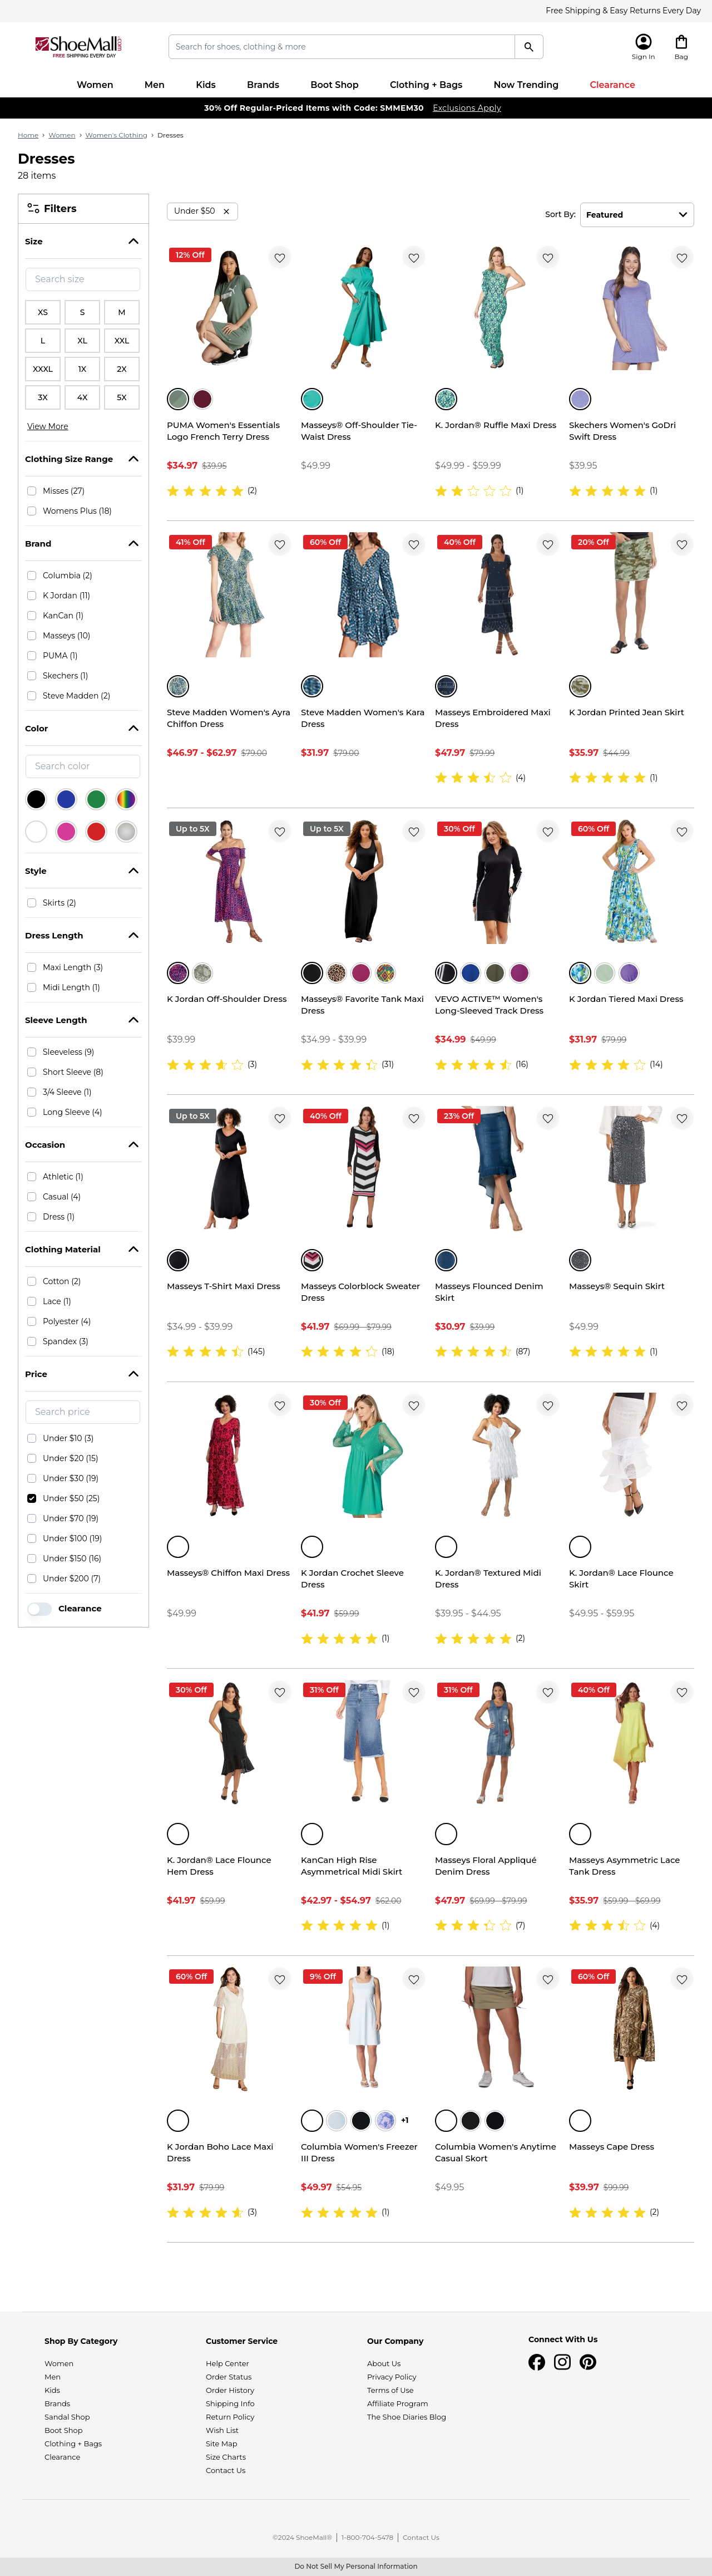 Free Shipping & Easy Returns Every Day
ShoeMall.com
FREE SHIPPING EVERY DAY
Search for shoes, clothing & more
Sign In
Bag
Women
Men
Kids
Brands
Boot Shop
Clothing + Bags
Now Trending
Clearance
30% Off Regular-Priced Items with Code: SMMEM30 Exclusions Apply
Home > Women > Women's Clothing > Dresses
Dresses
28 items
Filters
Size
Search size
XS S M
L XL XXL
XXXL 1X 2X
3X 4X 5X
View More
Clothing Size Range
Misses (27)
Womens Plus (18)
Brand
Columbia (2)
K Jordan (11)
KanCan (1)
Masseys (10)
PUMA (1)
Skechers (1)
Steve Madden (2)
Color
Search color
Style
Skirts (2)
Dress Length
Maxi Length (3)
Midi Length (1)
Sleeve Length
Sleeveless (9)
Short Sleeve (8)
3/4 Sleeve (1)
Long Sleeve (4)
Occasion
Athletic (1)
Casual (4)
Dress (1)
Clothing Material
Cotton (2)
Lace (1)
Polyester (4)
Spandex (3)
Price
Search price
Under $10 (3)
Under $20 (15)
Under $30 (19)
Under $50 (25)
Under $70 (19)
Under $100 (19)
Under $150 (16)
Under $200 (7)
Clearance
Under $50 ×
Sort By: Featured
12% Off
PUMA Women's Essentials
Logo French Terry Dress
$34.97 $39.95
(2)
Masseys® Off-Shoulder Tie-
Waist Dress
$49.99
K. Jordan® Ruffle Maxi Dress
$49.99 - $59.99
(1)
Skechers Women's GoDri
Swift Dress
$39.95
(1)
41% Off
Steve Madden Women's Ayra
Chiffon Dress
$46.97 - $62.97 $79.00
60% Off
Steve Madden Women's Kara
Dress
$31.97 $79.00
40% Off
Masseys Embroidered Maxi
Dress
$47.97 $79.99
(4)
20% Off
K Jordan Printed Jean Skirt
$35.97 $44.99
(1)
Up to 5X
K Jordan Off-Shoulder Dress
$39.99
(3)
Up to 5X
Masseys® Favorite Tank Maxi
Dress
$34.99 - $39.99
(31)
30% Off
VEVO ACTIVE™ Women's
Long-Sleeved Track Dress
$34.99 $49.99
(16)
60% Off
K Jordan Tiered Maxi Dress
$31.97 $79.99
(14)
Up to 5X
Masseys T-Shirt Maxi Dress
$34.99 - $39.99
(145)
40% Off
Masseys Colorblock Sweater
Dress
$41.97 $69.99 - $79.99
(18)
23% Off
Masseys Flounced Denim
Skirt
$30.97 $39.99
(87)
Masseys® Sequin Skirt
$49.99
(1)
Masseys® Chiffon Maxi Dress
$49.99
30% Off
K Jordan Crochet Sleeve
Dress
$41.97 $59.99
(1)
K. Jordan® Textured Midi
Dress
$39.95 - $44.95
(2)
K. Jordan® Lace Flounce
Skirt
$49.95 - $59.95
30% Off
K. Jordan® Lace Flounce
Hem Dress
$41.97 $59.99
31% Off
KanCan High Rise
Asymmetrical Midi Skirt
$42.97 - $54.97 $62.00
(1)
31% Off
Masseys Floral Appliqué
Denim Dress
$47.97 $69.99 - $79.99
(7)
40% Off
Masseys Asymmetric Lace
Tank Dress
$35.97 $59.99 - $69.99
(4)
60% Off
K Jordan Boho Lace Maxi
Dress
$31.97 $79.99
(3)
9% Off
+1
Columbia Women's Freezer
III Dress
$49.97 $54.95
(1)
Columbia Women's Anytime
Casual Skort
$49.95
60% Off
Masseys Cape Dress
$39.97 $99.99
(2)
Shop By Category
Women
Men
Kids
Brands
Sandal Shop
Boot Shop
Clothing + Bags
Clearance
Customer Service
Help Center
Order Status
Order History
Shipping Info
Return Policy
Wish List
Site Map
Size Charts
Contact Us
Our Company
About Us
Privacy Policy
Terms of Use
Affiliate Program
The Shoe Diaries Blog
Connect With Us
©2024 ShoeMall® | 1-800-704-5478 | Contact Us
Do Not Sell My Personal Information